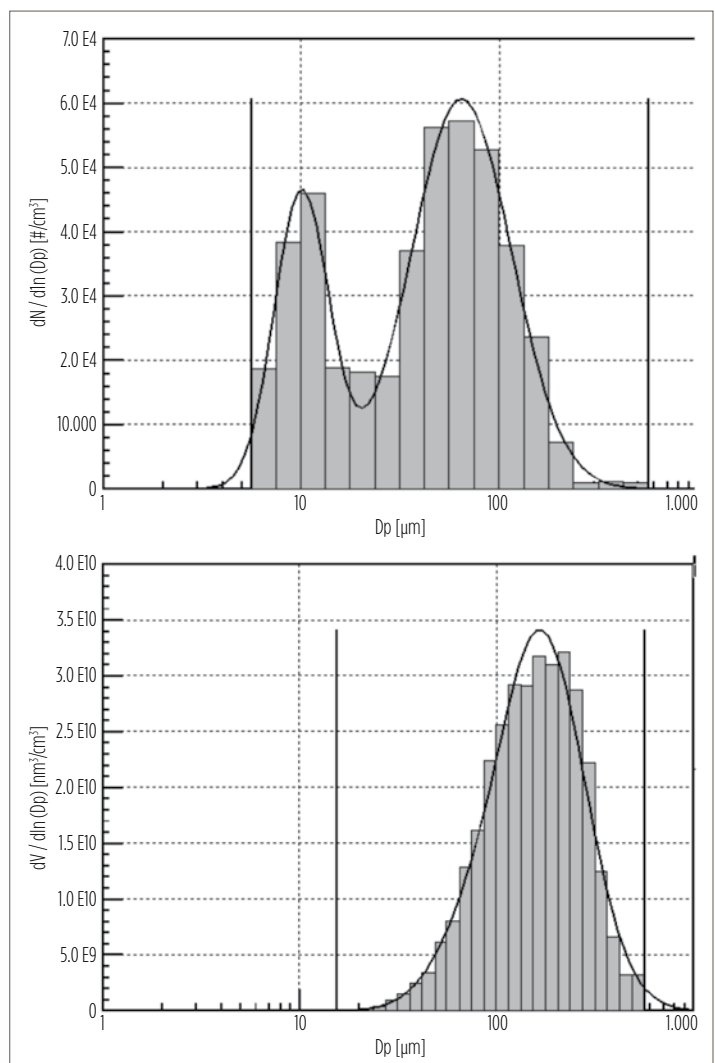 7.0 E4
6.0 E4
5.0 E4
4.0 E4
3.0 E4
2.0 E4
10.000
0
dN / dln (Dp) [#/cm³]
1
10
100
1.000
Dp [µm]
4.0 E10
3.5 E10
3.0 E10
2.5 E10
2.0 E10
1.5 E10
1.0 E10
5.0 E9
0
dV / dln (Dp) [nm³/cm³]
1
10
100
1.000
Dp [µm]